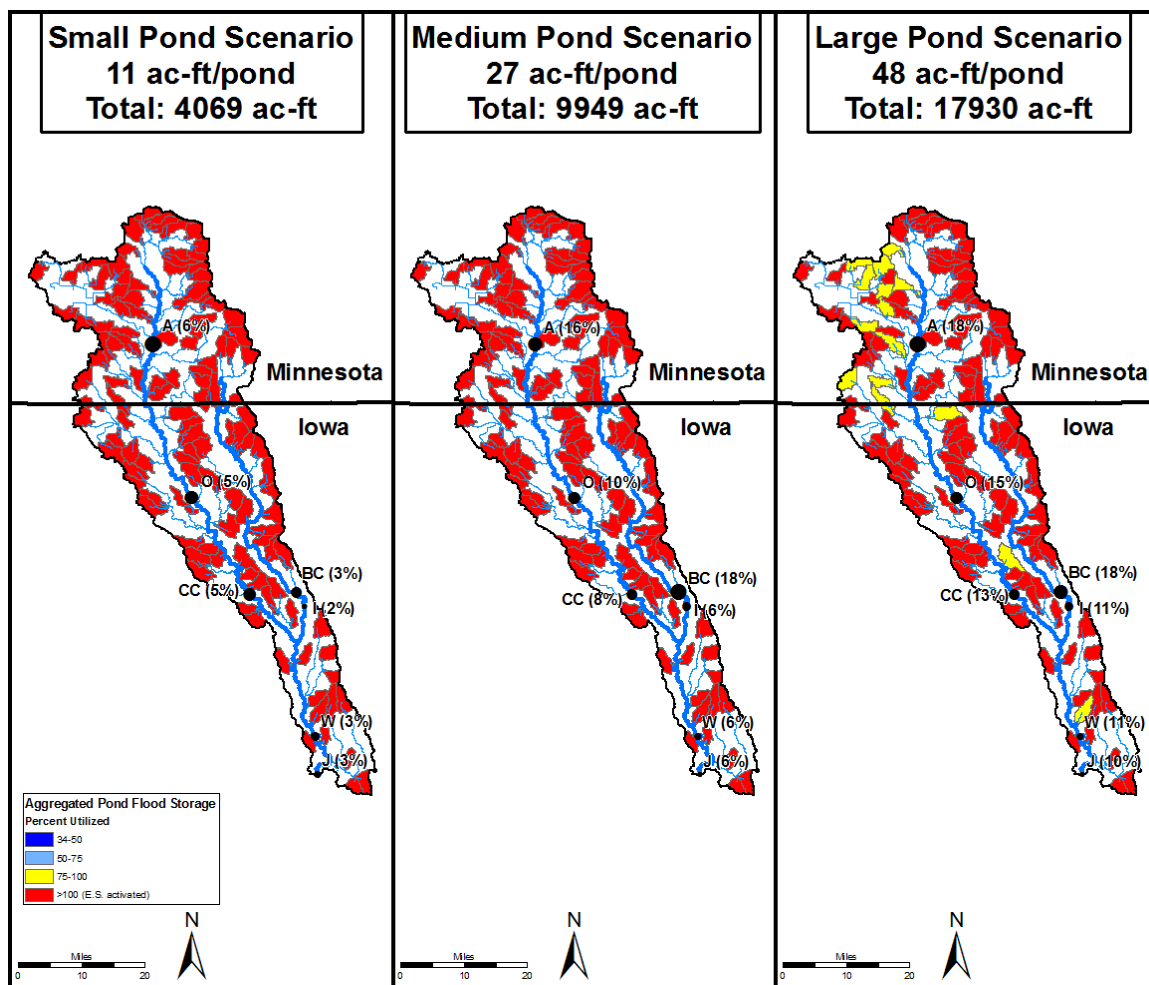 Small Pond Scenario
11 ac-ft/pond
Total: 4069 ac-ft
A (6%)
Minnesota
Iowa
O (5%)
BC (3%)
CC (5%)
I (2%)
W (3%)
J (3%)
Aggregated Pond Flood Storage
Percent Utilized
34-50
50-75
75-100
>100 (E.S. activated)
N
Miles
0 10 20
Medium Pond Scenario
27 ac-ft/pond
Total: 9949 ac-ft
A (16%)
Minnesota
Iowa
O (10%)
BC (18%)
CC (8%)
I (6%)
W (6%)
J (6%)
N
Miles
0 10 20
Large Pond Scenario
48 ac-ft/pond
Total: 17930 ac-ft
A (18%)
Minnesota
Iowa
O (15%)
BC (18%)
CC (13%)
I (11%)
W (11%)
J (10%)
N
Miles
0 10 20